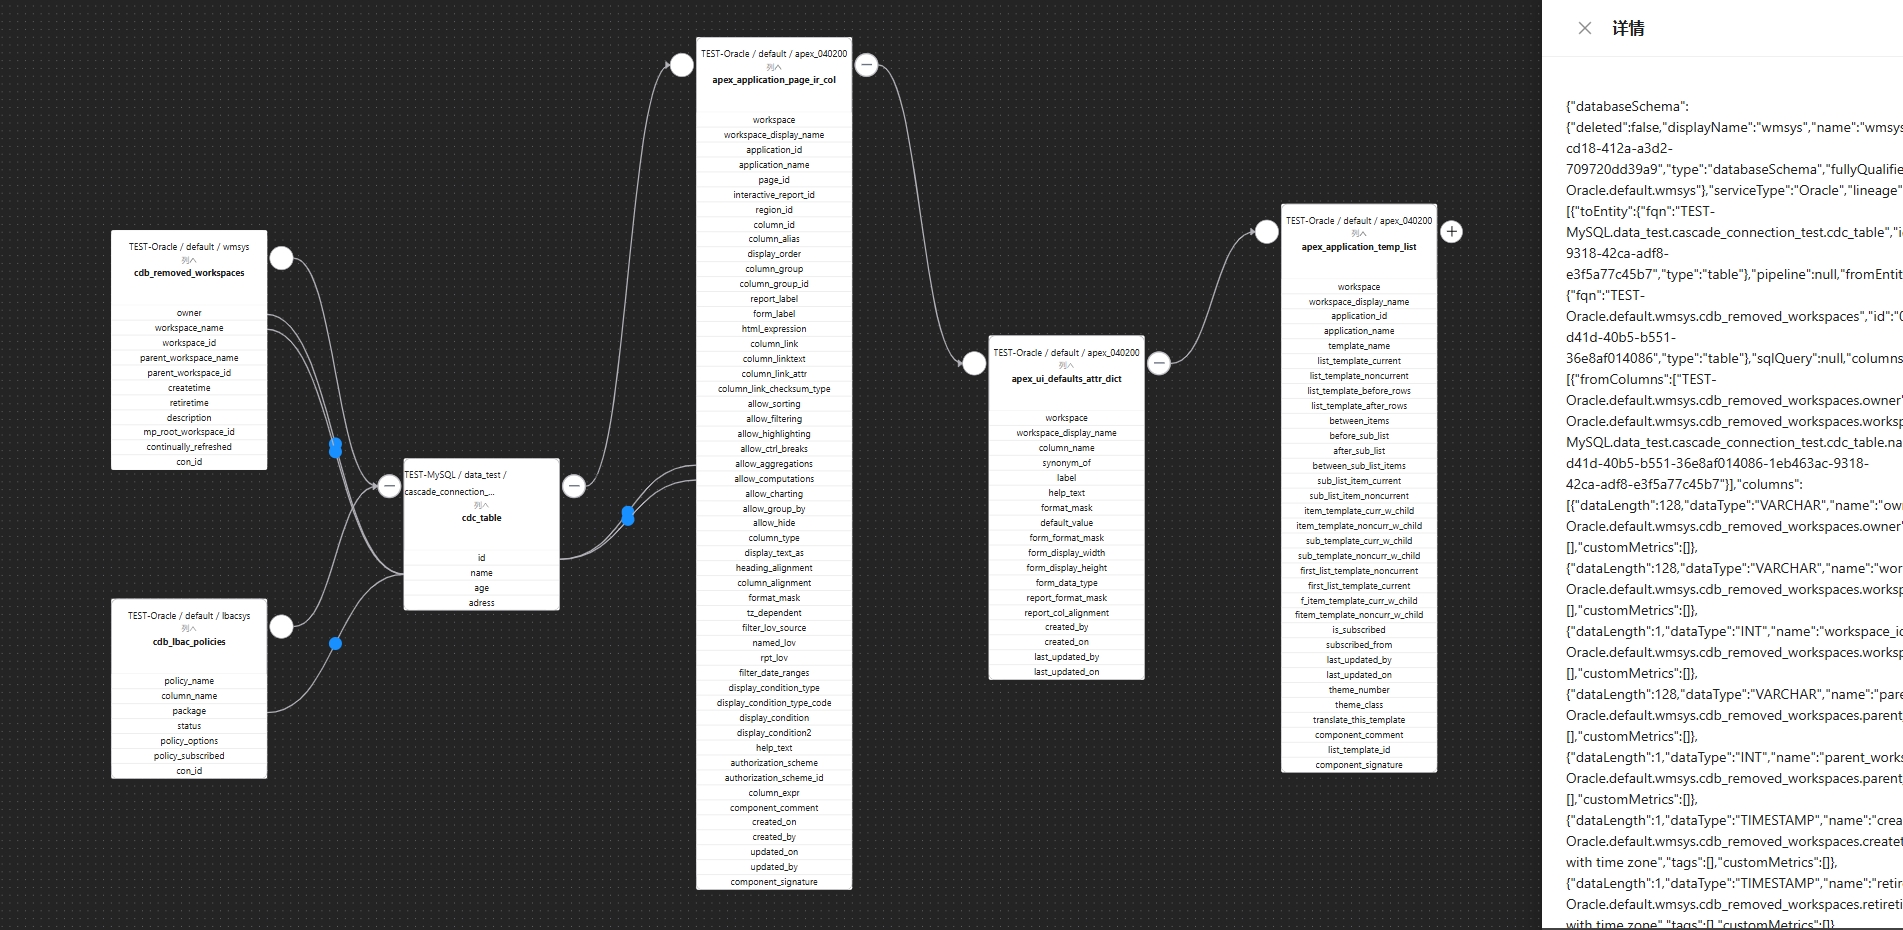 TEST-Oracle / default / wmsys
列へ
cdb_removed_workspaces
owner
workspace_name
workspace_id
parent_workspace_name
parent_workspace_id
createtime
retiretime
description
mp_root_workspace_id
continually_refreshed
con_id
TEST-Oracle / default / lbacsys
列へ
cdb_lbac_policies
policy_name
column_name
package
status
policy_options
policy_subscribed
con_id
TEST-MySQL / data_test /
cascade_connection_...
列へ
cdc_table
id
name
age
adress
TEST-Oracle / default / apex_040200
列へ
apex_application_page_ir_col
workspace
workspace_display_name
application_id
application_name
page_id
interactive_report_id
region_id
column_id
column_alias
display_order
column_group
column_group_id
report_label
form_label
html_expression
column_link
column_linktext
column_link_attr
column_link_checksum_type
allow_sorting
allow_filtering
allow_highlighting
allow_ctrl_breaks
allow_aggregations
allow_computations
allow_charting
allow_group_by
allow_hide
column_type
display_text_as
heading_alignment
column_alignment
format_mask
tz_dependent
filter_lov_source
named_lov
rpt_lov
filter_date_ranges
display_condition_type
display_condition_type_code
display_condition
display_condition2
help_text
authorization_scheme
authorization_scheme_id
column_expr
component_comment
created_on
created_by
updated_on
updated_by
component_signature
TEST-Oracle / default / apex_040200
列へ
apex_ui_defaults_attr_dict
workspace
workspace_display_name
column_name
synonym_of
label
help_text
format_mask
default_value
form_format_mask
form_display_width
form_display_height
form_data_type
report_format_mask
report_col_alignment
created_by
created_on
last_updated_by
last_updated_on
TEST-Oracle / default / apex_040200
列へ
apex_application_temp_list
workspace
workspace_display_name
application_id
application_name
template_name
list_template_current
list_template_noncurrent
list_template_before_rows
list_template_after_rows
between_items
before_sub_list
after_sub_list
between_sub_list_items
sub_list_item_current
sub_list_item_noncurrent
item_template_curr_w_child
item_template_noncurr_w_child
sub_template_curr_w_child
sub_template_noncurr_w_child
first_list_template_noncurrent
first_list_template_current
f_item_template_curr_w_child
fitem_template_noncurr_w_child
is_subscribed
subscribed_from
last_updated_by
last_updated_on
theme_number
theme_class
translate_this_template
component_comment
list_template_id
component_signature
详情
{"databaseSchema":
{"deleted":false,"displayName":"wmsys","name":"wmsys
cd18-412a-a3d2-
709720dd39a9","type":"databaseSchema","fullyQualifie
Oracle.default.wmsys"},"serviceType":"Oracle","lineage"
[{"toEntity":{"fqn":"TEST-
MySQL.data_test.cascade_connection_test.cdc_table","i
9318-42ca-adf8-
e3f5a77c45b7","type":"table"},"pipeline":null,"fromEntit
{"fqn":"TEST-
Oracle.default.wmsys.cdb_removed_workspaces","id":"0
d41d-40b5-b551-
36e8af014086","type":"table"},"sqlQuery":null,"columns
[{"fromColumns":["TEST-
Oracle.default.wmsys.cdb_removed_workspaces.owner"
Oracle.default.wmsys.cdb_removed_workspaces.worksp
MySQL.data_test.cascade_connection_test.cdc_table.na
d41d-40b5-b551-36e8af014086-1eb463ac-9318-
42ca-adf8-e3f5a77c45b7"}],"columns":
[{"dataLength":128,"dataType":"VARCHAR","name":"ow
Oracle.default.wmsys.cdb_removed_workspaces.owner"
[],"customMetrics":[]},
{"dataLength":128,"dataType":"VARCHAR","name":"wor
Oracle.default.wmsys.cdb_removed_workspaces.worksp
[],"customMetrics":[]},
{"dataLength":1,"dataType":"INT","name":"workspace_id
Oracle.default.wmsys.cdb_removed_workspaces.worksp
[],"customMetrics":[]},
{"dataLength":128,"dataType":"VARCHAR","name":"pare
Oracle.default.wmsys.cdb_removed_workspaces.parent_
[],"customMetrics":[]},
{"dataLength":1,"dataType":"INT","name":"parent_works
Oracle.default.wmsys.cdb_removed_workspaces.parent_
[],"customMetrics":[]},
{"dataLength":1,"dataType":"TIMESTAMP","name":"crea
Oracle.default.wmsys.cdb_removed_workspaces.createt
with time zone","tags":[],"customMetrics":[]},
{"dataLength":1,"dataType":"TIMESTAMP","name":"retir
Oracle.default.wmsys.cdb_removed_workspaces.retireti
with time zone","tags":[],"customMetrics":[]},